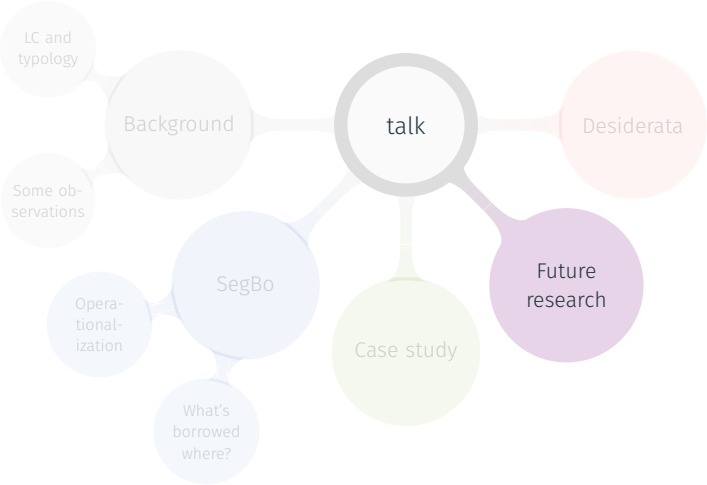 LC and
typology
Background
talk
Desiderata
Some ob-
servations
SegBo
Future
research
Opera-
tional-
ization
Case study
What's
borrowed
where?